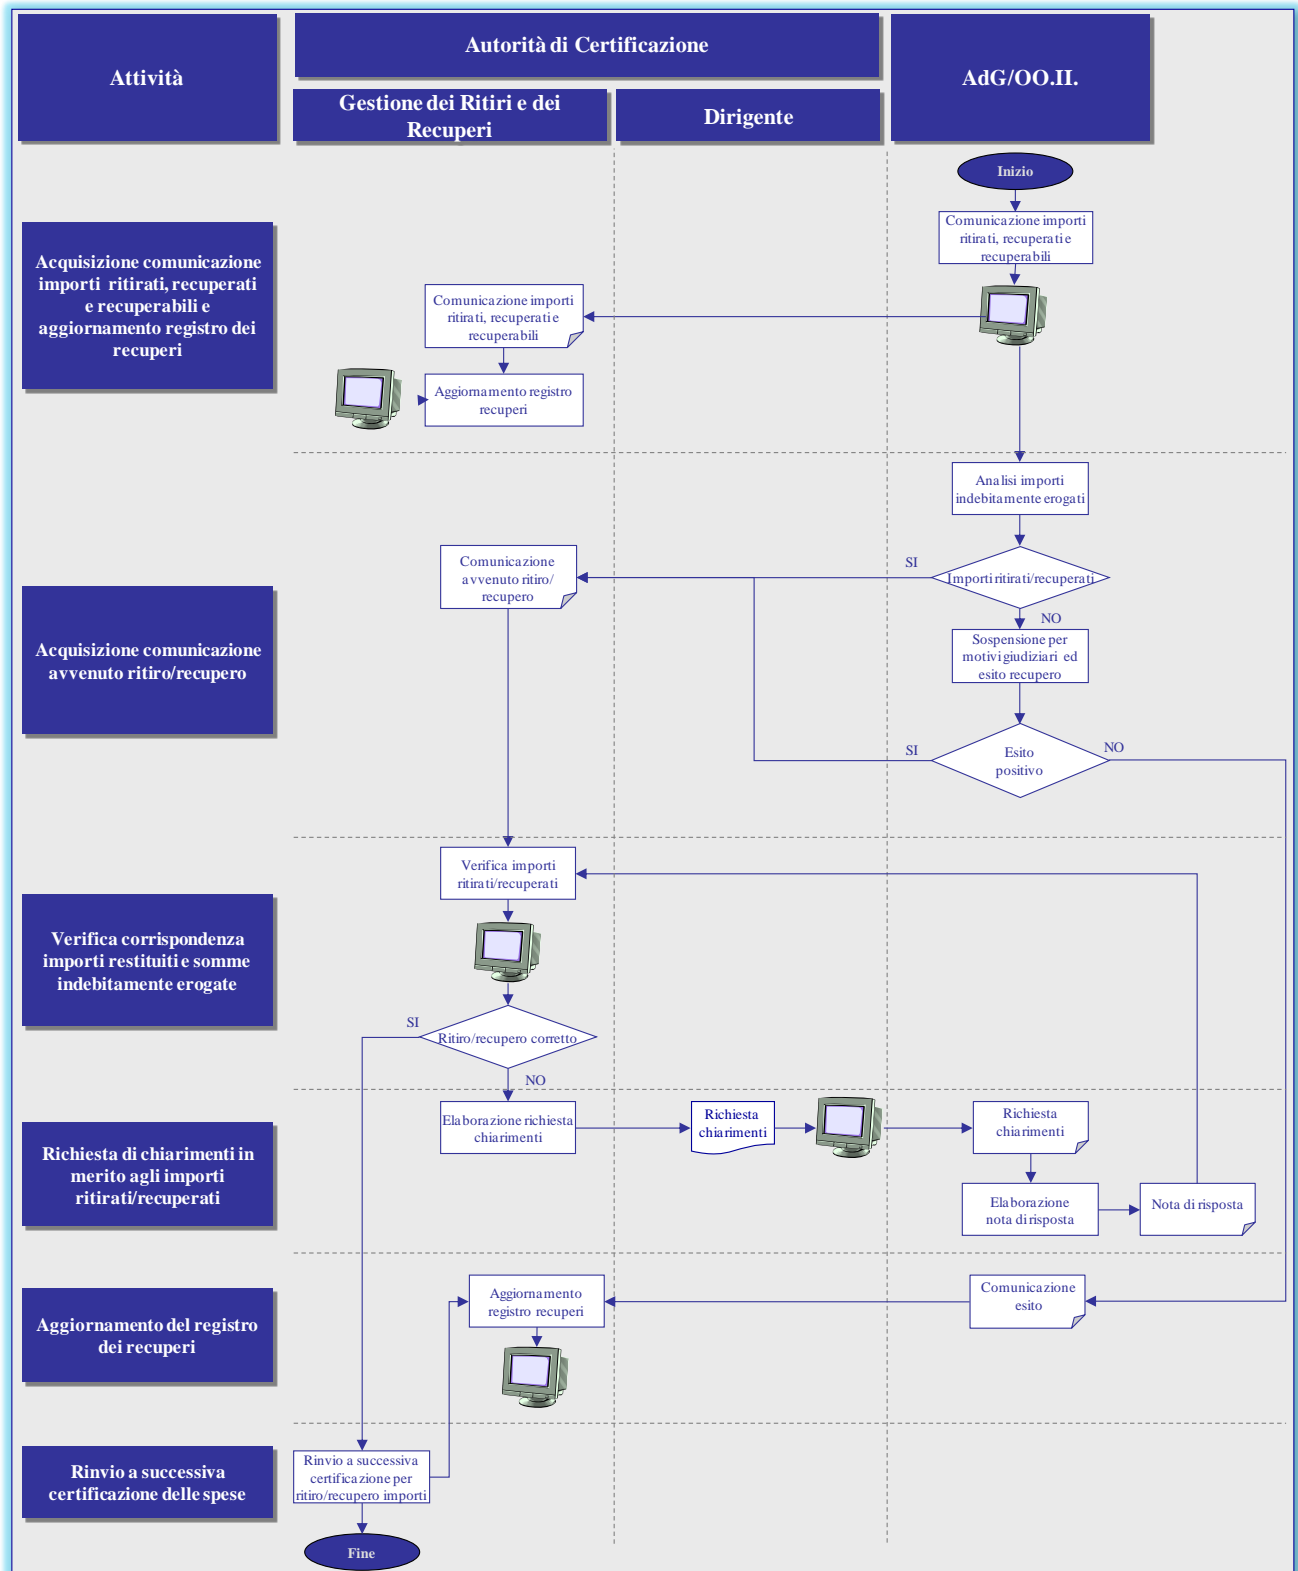 Attività
Autorità di Certificazione
AdG/OO.II.
Gestione dei Ritiri e dei
Recuperi
Dirigente
Inizio
Comunicazione importi
ritirati, recuperati e
recuperabili
Acquisizione comunicazione
importi ritirati, recuperati
e recuperabili e
aggiornamento registro dei
recuperi
Comunicazione importi
ritirati, recuperati e
recuperabili
Aggiornamento registro
recuperi
Analisi importi
indebitamente erogati
Acquisizione comunicazione
avvenuto ritiro/recupero
Comunicazione
avvenuto ritiro/
recupero
SI
Importi ritirati/recuperati
NO
Sospensione per
motivi giudiziari ed
esito recupero
SI
Esito
positivo
NO
Verifica corrispondenza
importi restituiti e somme
indebitamente erogate
Verifica importi
ritirati/recuperati
SI
Ritiro/recupero corretto
NO
Richiesta di chiarimenti in
merito agli importi
ritirati/recuperati
Elaborazione richiesta
chiarimenti
Richiesta
chiarimenti
Richiesta
chiarimenti
Elaborazione
nota di risposta
Nota di risposta
Aggiornamento del registro
dei recuperi
Aggiornamento
registro recuperi
Comunicazione
esito
Rinvio a successiva
certificazione delle spese
Rinvio a successiva
certificazione per
ritiro/recupero importi
Fine